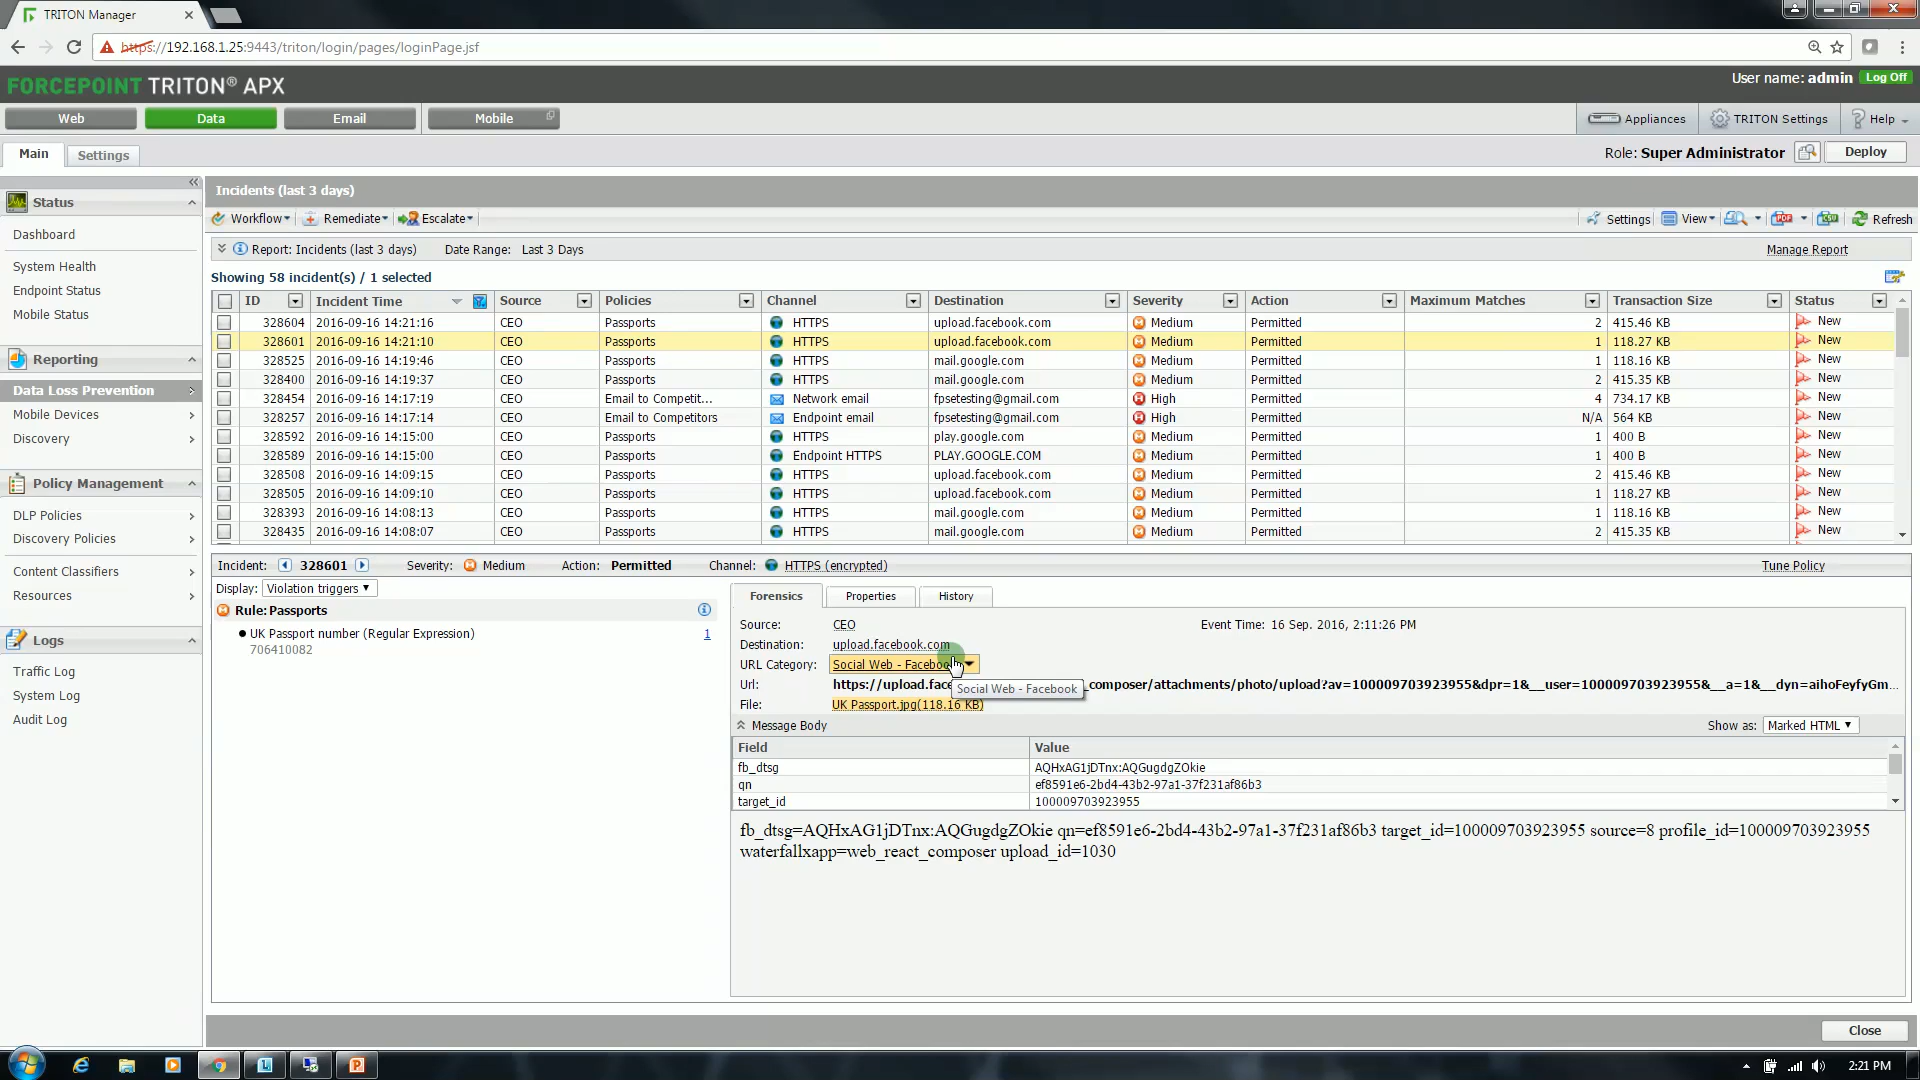 TRITON Manager
https://192.168.1.25:9443/triton/login/pages/loginPage.jsf
FORCEPOINT TRITON® APX
User name: admin Log Off
Web Data Email Mobile
Appliances TRITON Settings Help
Main Settings
Role: Super Administrator Deploy
Status
Dashboard
System Health
Endpoint Status
Mobile Status
Reporting
Data Loss Prevention
Mobile Devices
Discovery
Policy Management
DLP Policies
Discovery Policies
Content Classifiers
Resources
Logs
Traffic Log
System Log
Audit Log
Incidents (last 3 days)
Workflow Remediate Escalate
Settings View PDF CSV Refresh
Report: Incidents (last 3 days) Date Range: Last 3 Days Manage Report
Showing 58 incident(s) / 1 selected
ID Incident Time Source Policies Channel Destination Severity Action Maximum Matches Transaction Size Status
328604 2016-09-16 14:21:16 CEO Passports HTTPS upload.facebook.com Medium Permitted 2 415.46 KB New
328601 2016-09-16 14:21:10 CEO Passports HTTPS upload.facebook.com Medium Permitted 1 118.27 KB New
328525 2016-09-16 14:19:46 CEO Passports HTTPS mail.google.com Medium Permitted 1 118.16 KB New
328400 2016-09-16 14:19:37 CEO Passports HTTPS mail.google.com Medium Permitted 2 415.35 KB New
328454 2016-09-16 14:17:19 CEO Email to Competit... Network email fpsetesting@gmail.com High Permitted 4 734.17 KB New
328257 2016-09-16 14:17:14 CEO Email to Competitors Endpoint email fpsetesting@gmail.com High Permitted N/A 564 KB New
328592 2016-09-16 14:15:00 CEO Passports HTTPS play.google.com Medium Permitted 1 400 B New
328589 2016-09-16 14:15:00 CEO Passports Endpoint HTTPS PLAY.GOOGLE.COM Medium Permitted 1 400 B New
328508 2016-09-16 14:09:15 CEO Passports HTTPS upload.facebook.com Medium Permitted 2 415.46 KB New
328505 2016-09-16 14:09:10 CEO Passports HTTPS upload.facebook.com Medium Permitted 1 118.27 KB New
328393 2016-09-16 14:08:13 CEO Passports HTTPS mail.google.com Medium Permitted 1 118.16 KB New
328435 2016-09-16 14:08:07 CEO Passports HTTPS mail.google.com Medium Permitted 2 415.35 KB New
Incident: 328601 Severity: Medium Action: Permitted Channel: HTTPS (encrypted) Tune Policy
Display: Violation triggers
Rule: Passports
UK Passport number (Regular Expression) 1
706410082
Forensics Properties History
Source: CEO Event Time: 16 Sep. 2016, 2:11:26 PM
Destination: upload.facebook.com
URL Category: Social Web - Facebook
Url: https://upload.face _composer/attachments/photo/upload?av=100009703923955&dpr=1&__user=100009703923955&__a=1&__dyn=aihoFeyfyGm...
Social Web - Facebook
File: UK Passport.jpg(118.16 KB)
Message Body Show as: Marked HTML
Field Value
fb_dtsg AQHxAG1jDTnx:AQGugdgZOkie
qn ef8591e6-2bd4-43b2-97a1-37f231af86b3
target_id 100009703923955
fb_dtsg=AQHxAG1jDTnx:AQGugdgZOkie qn=ef8591e6-2bd4-43b2-97a1-37f231af86b3 target_id=100009703923955 source=8 profile_id=100009703923955
waterfallxapp=web_react_composer upload_id=1030
Close
2:21 PM